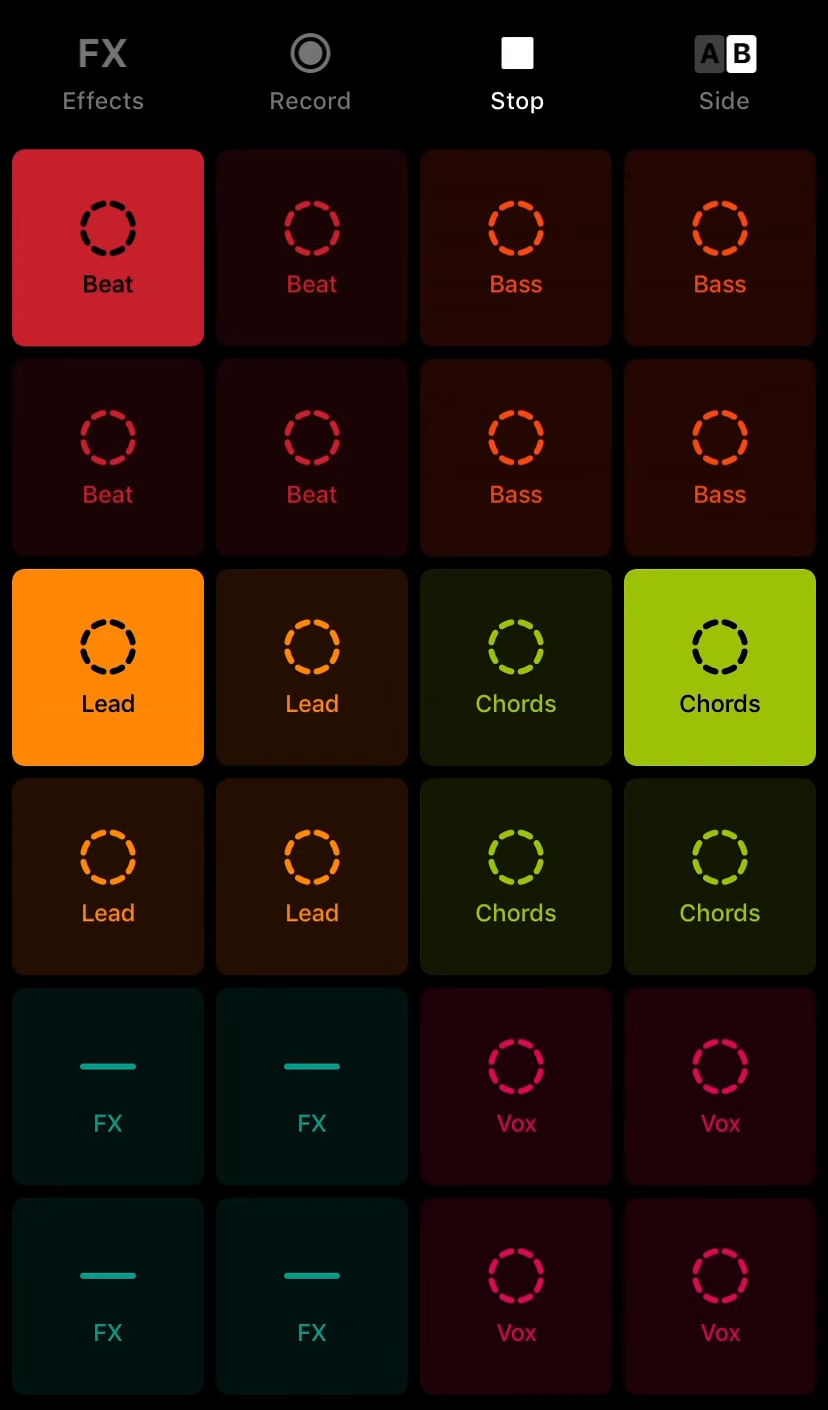 FX A B
Effects Record Stop Side
Beat Beat Bass Bass
Beat Beat Bass Bass
Lead Lead Chords Chords
Lead Lead Chords Chords
FX FX Vox Vox
FX FX Vox Vox